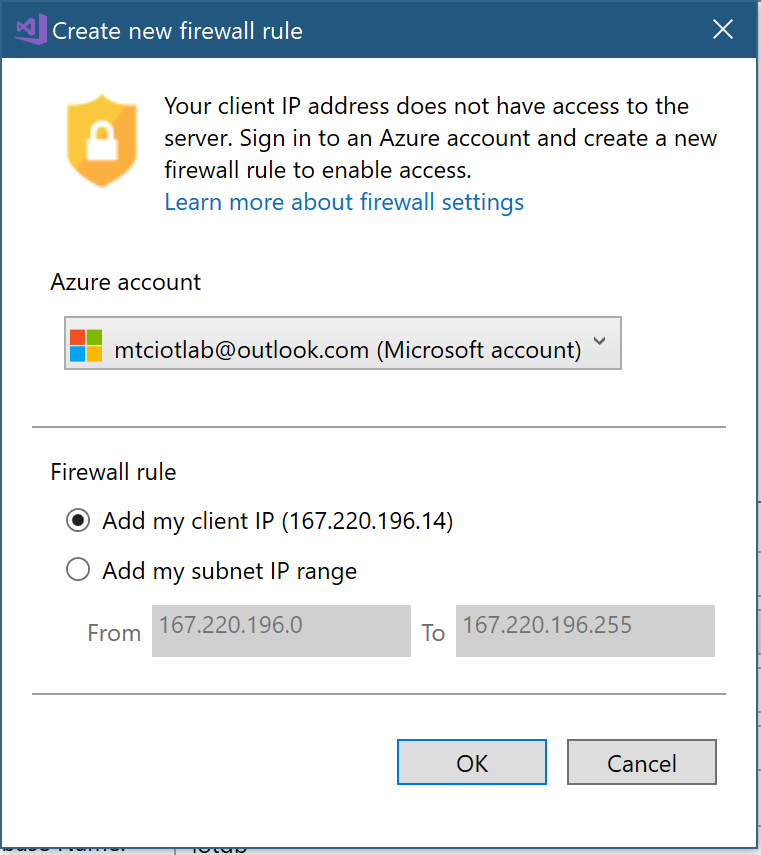 Create new firewall rule
Your client IP address does not have access to the
server. Sign in to an Azure account and create a new
firewall rule to enable access.
Learn more about firewall settings
Azure account
mtciotlab@outlook.com (Microsoft account)
Firewall rule
Add my client IP (167.220.196.14)
Add my subnet IP range
From 167.220.196.0 To 167.220.196.255
OK Cancel